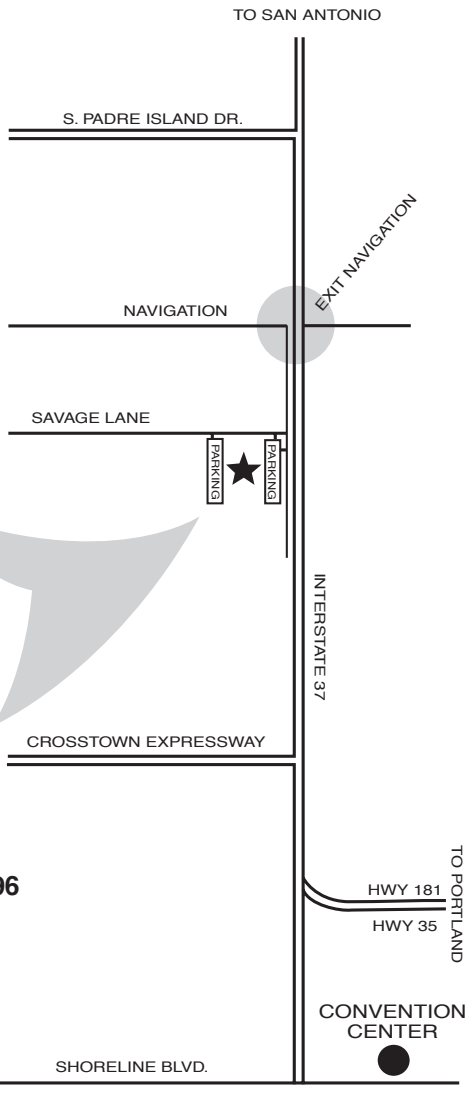 TO SAN ANTONIO
S. PADRE ISLAND DR.
EXIT NAVIGATION
NAVIGATION
SAVAGE LANE
PARKING
PARKING
INTERSTATE 37
CROSSTOWN EXPRESSWAY
TO PORTLAND
96
HWY 181
HWY 35
CONVENTION
CENTER
SHORELINE BLVD.